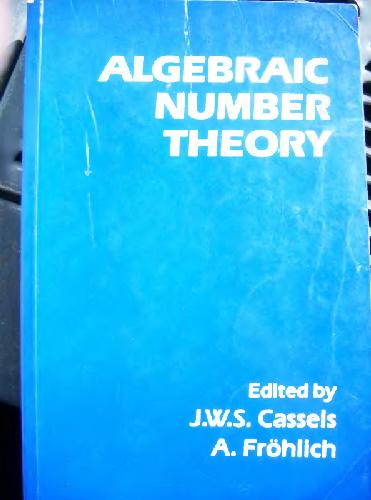 ALGEBRAIC
NUMBER
THEORY
Edited by
J.W.S. Cassels
A. Fröhlich